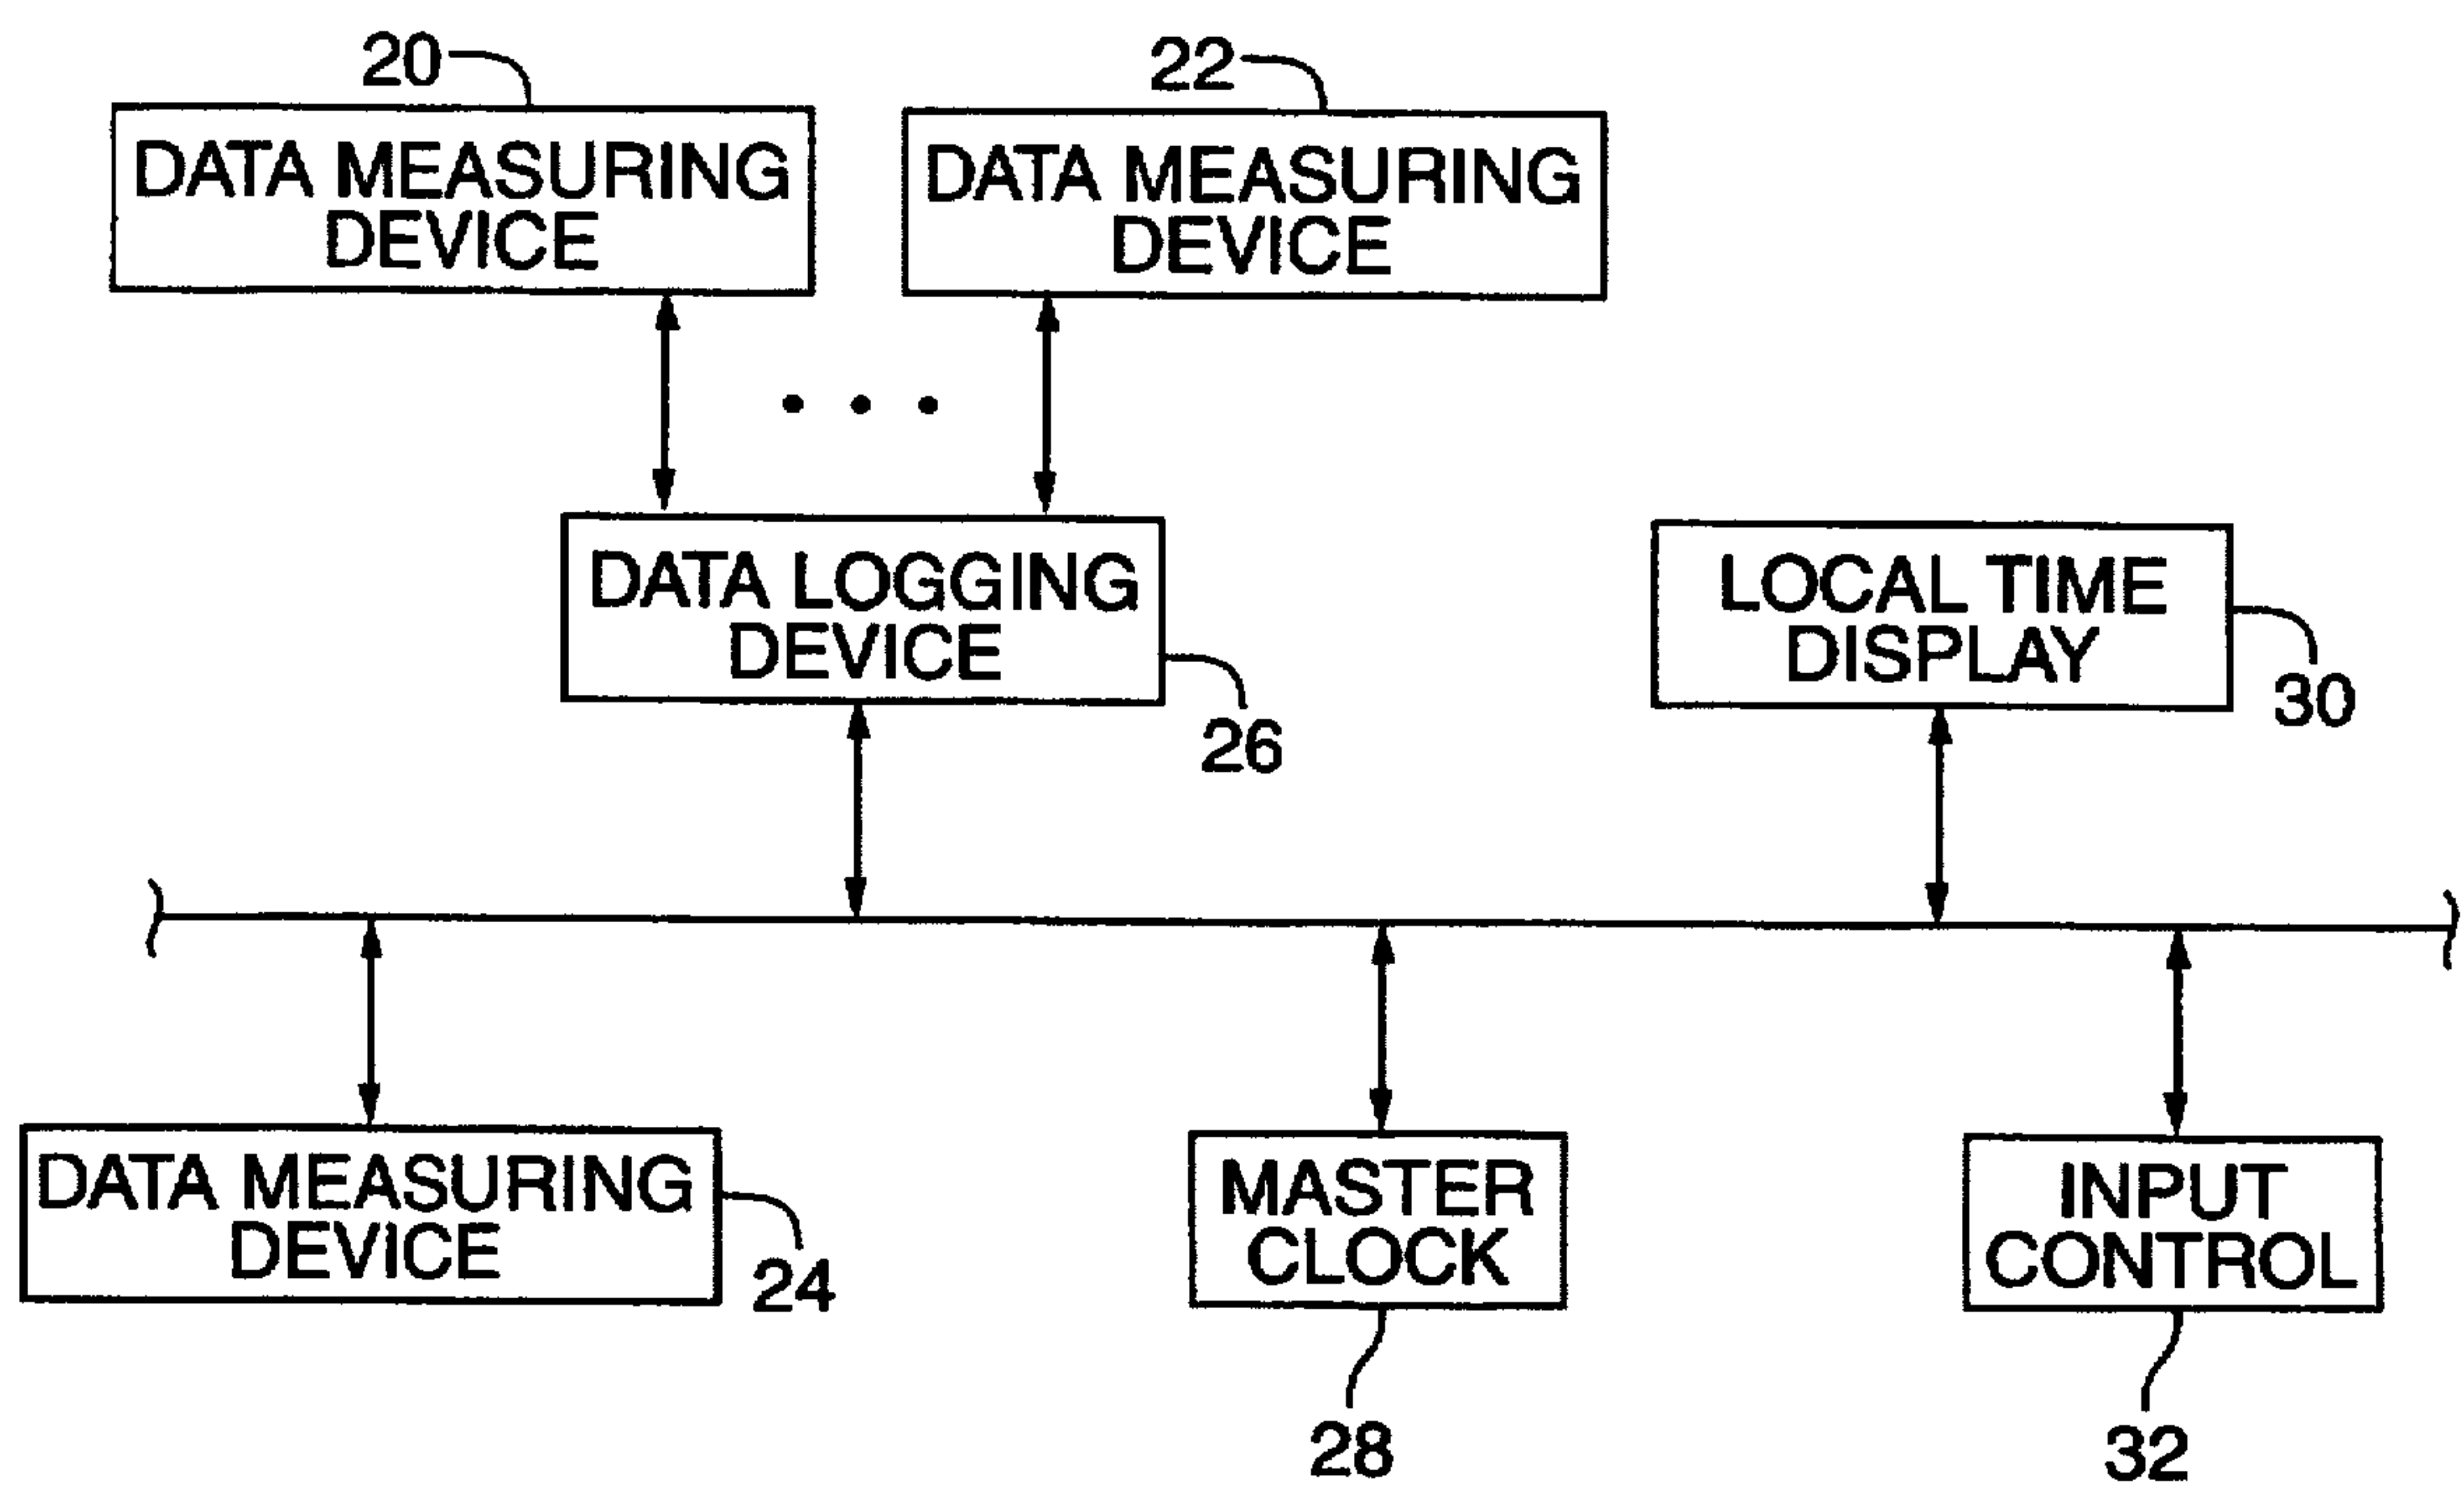 20
22
DATA MEASURING
DEVICE
DATA MEASURING
DEVICE
DATA LOGGING
DEVICE
26
LOCAL TIME
DISPLAY
30
DATA MEASURING
DEVICE
24
MASTER
CLOCK
28
INPUT
CONTROL
32